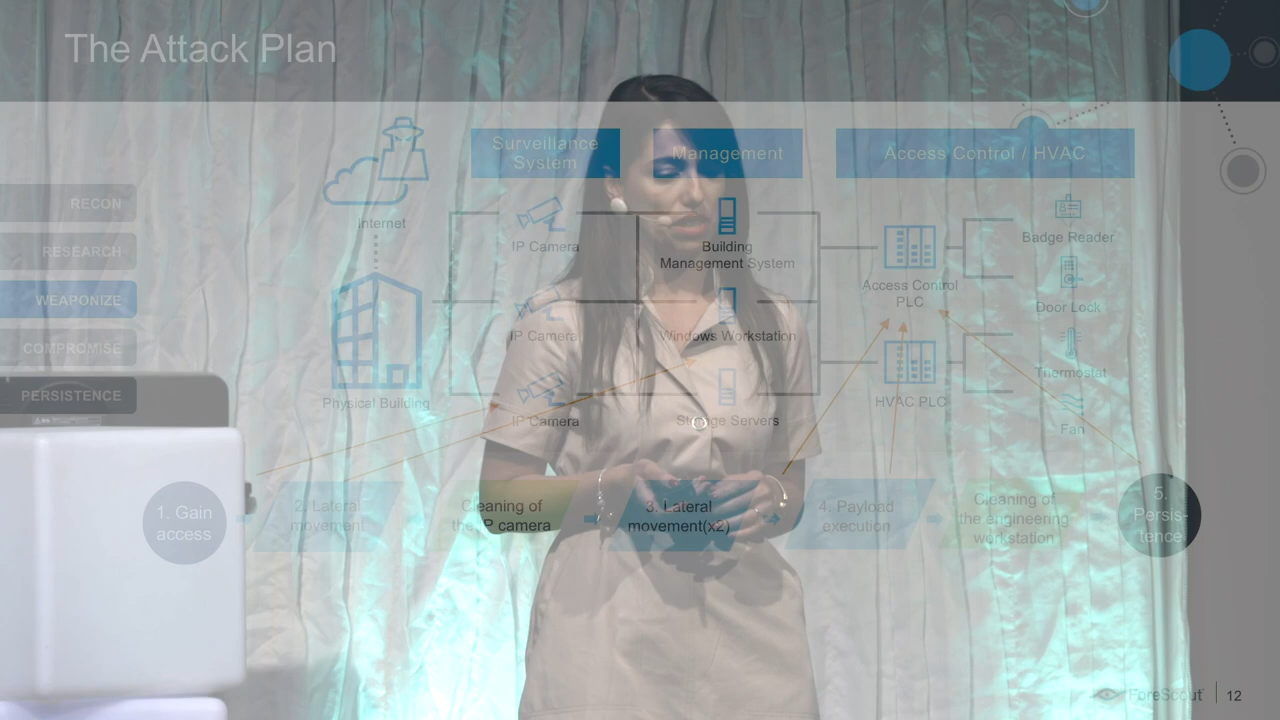 The Attack Plan
RECON
RESEARCH
WEAPONIZE
COMPROMISE
PERSISTENCE
Internet
Physical Building
Surveillance
System
IP Camera
IP Camera
IP Camera
Management
Building
Management System
Windows Workstation
Storage Servers
Access Control / HVAC
Access Control
PLC
HVAC PLC
Badge Reader
Door Lock
Thermostat
Fan
1. Gain
access
2. Lateral
movement
Cleaning of
the IP camera
3. Lateral
movement(x2)
4. Payload
execution
Cleaning of
the engineering
workstation
5.
Persis-
tence
ForeScout
12